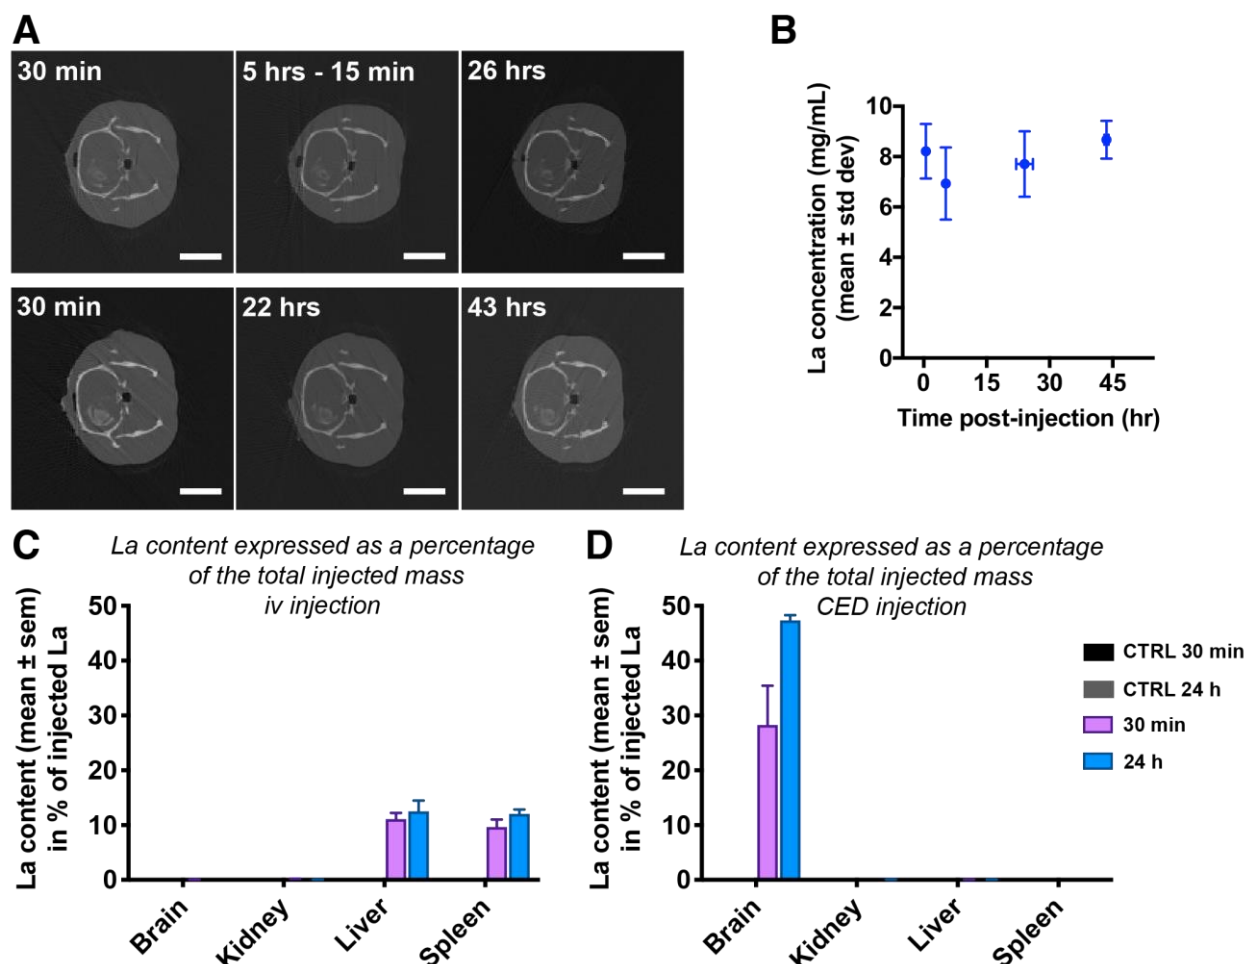 A
30 min
5 hrs - 15 min
26 hrs
30 min
22 hrs
43 hrs
B
La concentration (mg/mL)
(mean ± std dev)
10
8
6
4
2
0
0 15 30 45
Time post-injection (hr)
C
La content expressed as a percentage
of the total injected mass
iv injection
La content (mean ± sem)
in % of injected La
50
40
30
20
10
0
Brain
Kidney
Liver
Spleen
D
La content expressed as a percentage
of the total injected mass
CED injection
La content (mean ± sem)
in % of injected La
50
40
30
20
10
0
Brain
Kidney
Liver
Spleen
CTRL 30 min
CTRL 24 h
30 min
24 h